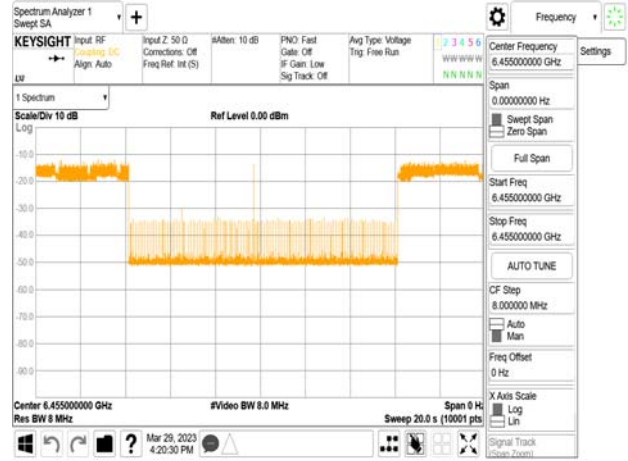 Spectrum Analyzer 1
Swept SA
+
Frequency
KEYSIGHT
Input: RF
Coupling: DC
Align: Auto
Input Z: 50 Ω
Corrections: Off
Freq Ref: Int (S)
#Atten: 10 dB
PNO: Fast
Gate: Off
IF Gain: Low
Sig Track: Off
Avg Type: Voltage
Trig: Free Run
1 2 3 4 5 6
W W W W W W
N N N N N N
LXI
Center Frequency
6.455000000 GHz
Settings
Span
0.00000000 Hz
Swept Span
Zero Span
Full Span
Start Freq
6.455000000 GHz
Stop Freq
6.455000000 GHz
AUTO TUNE
CF Step
8.000000 MHz
Auto
Man
Freq Offset
0 Hz
X Axis Scale
Log
Lin
Signal Track
(Span Zoom)
1 Spectrum
Scale/Div 10 dB
Ref Level 0.00 dBm
Log
-10.0
-20.0
-30.0
-40.0
-50.0
-60.0
-70.0
-80.0
-90.0
Center 6.455000000 GHz
#Video BW 8.0 MHz
Span 0 Hz
Res BW 8 MHz
Sweep 20.0 s (10001 pts
?
Mar 29, 2023
4:20:30 PM